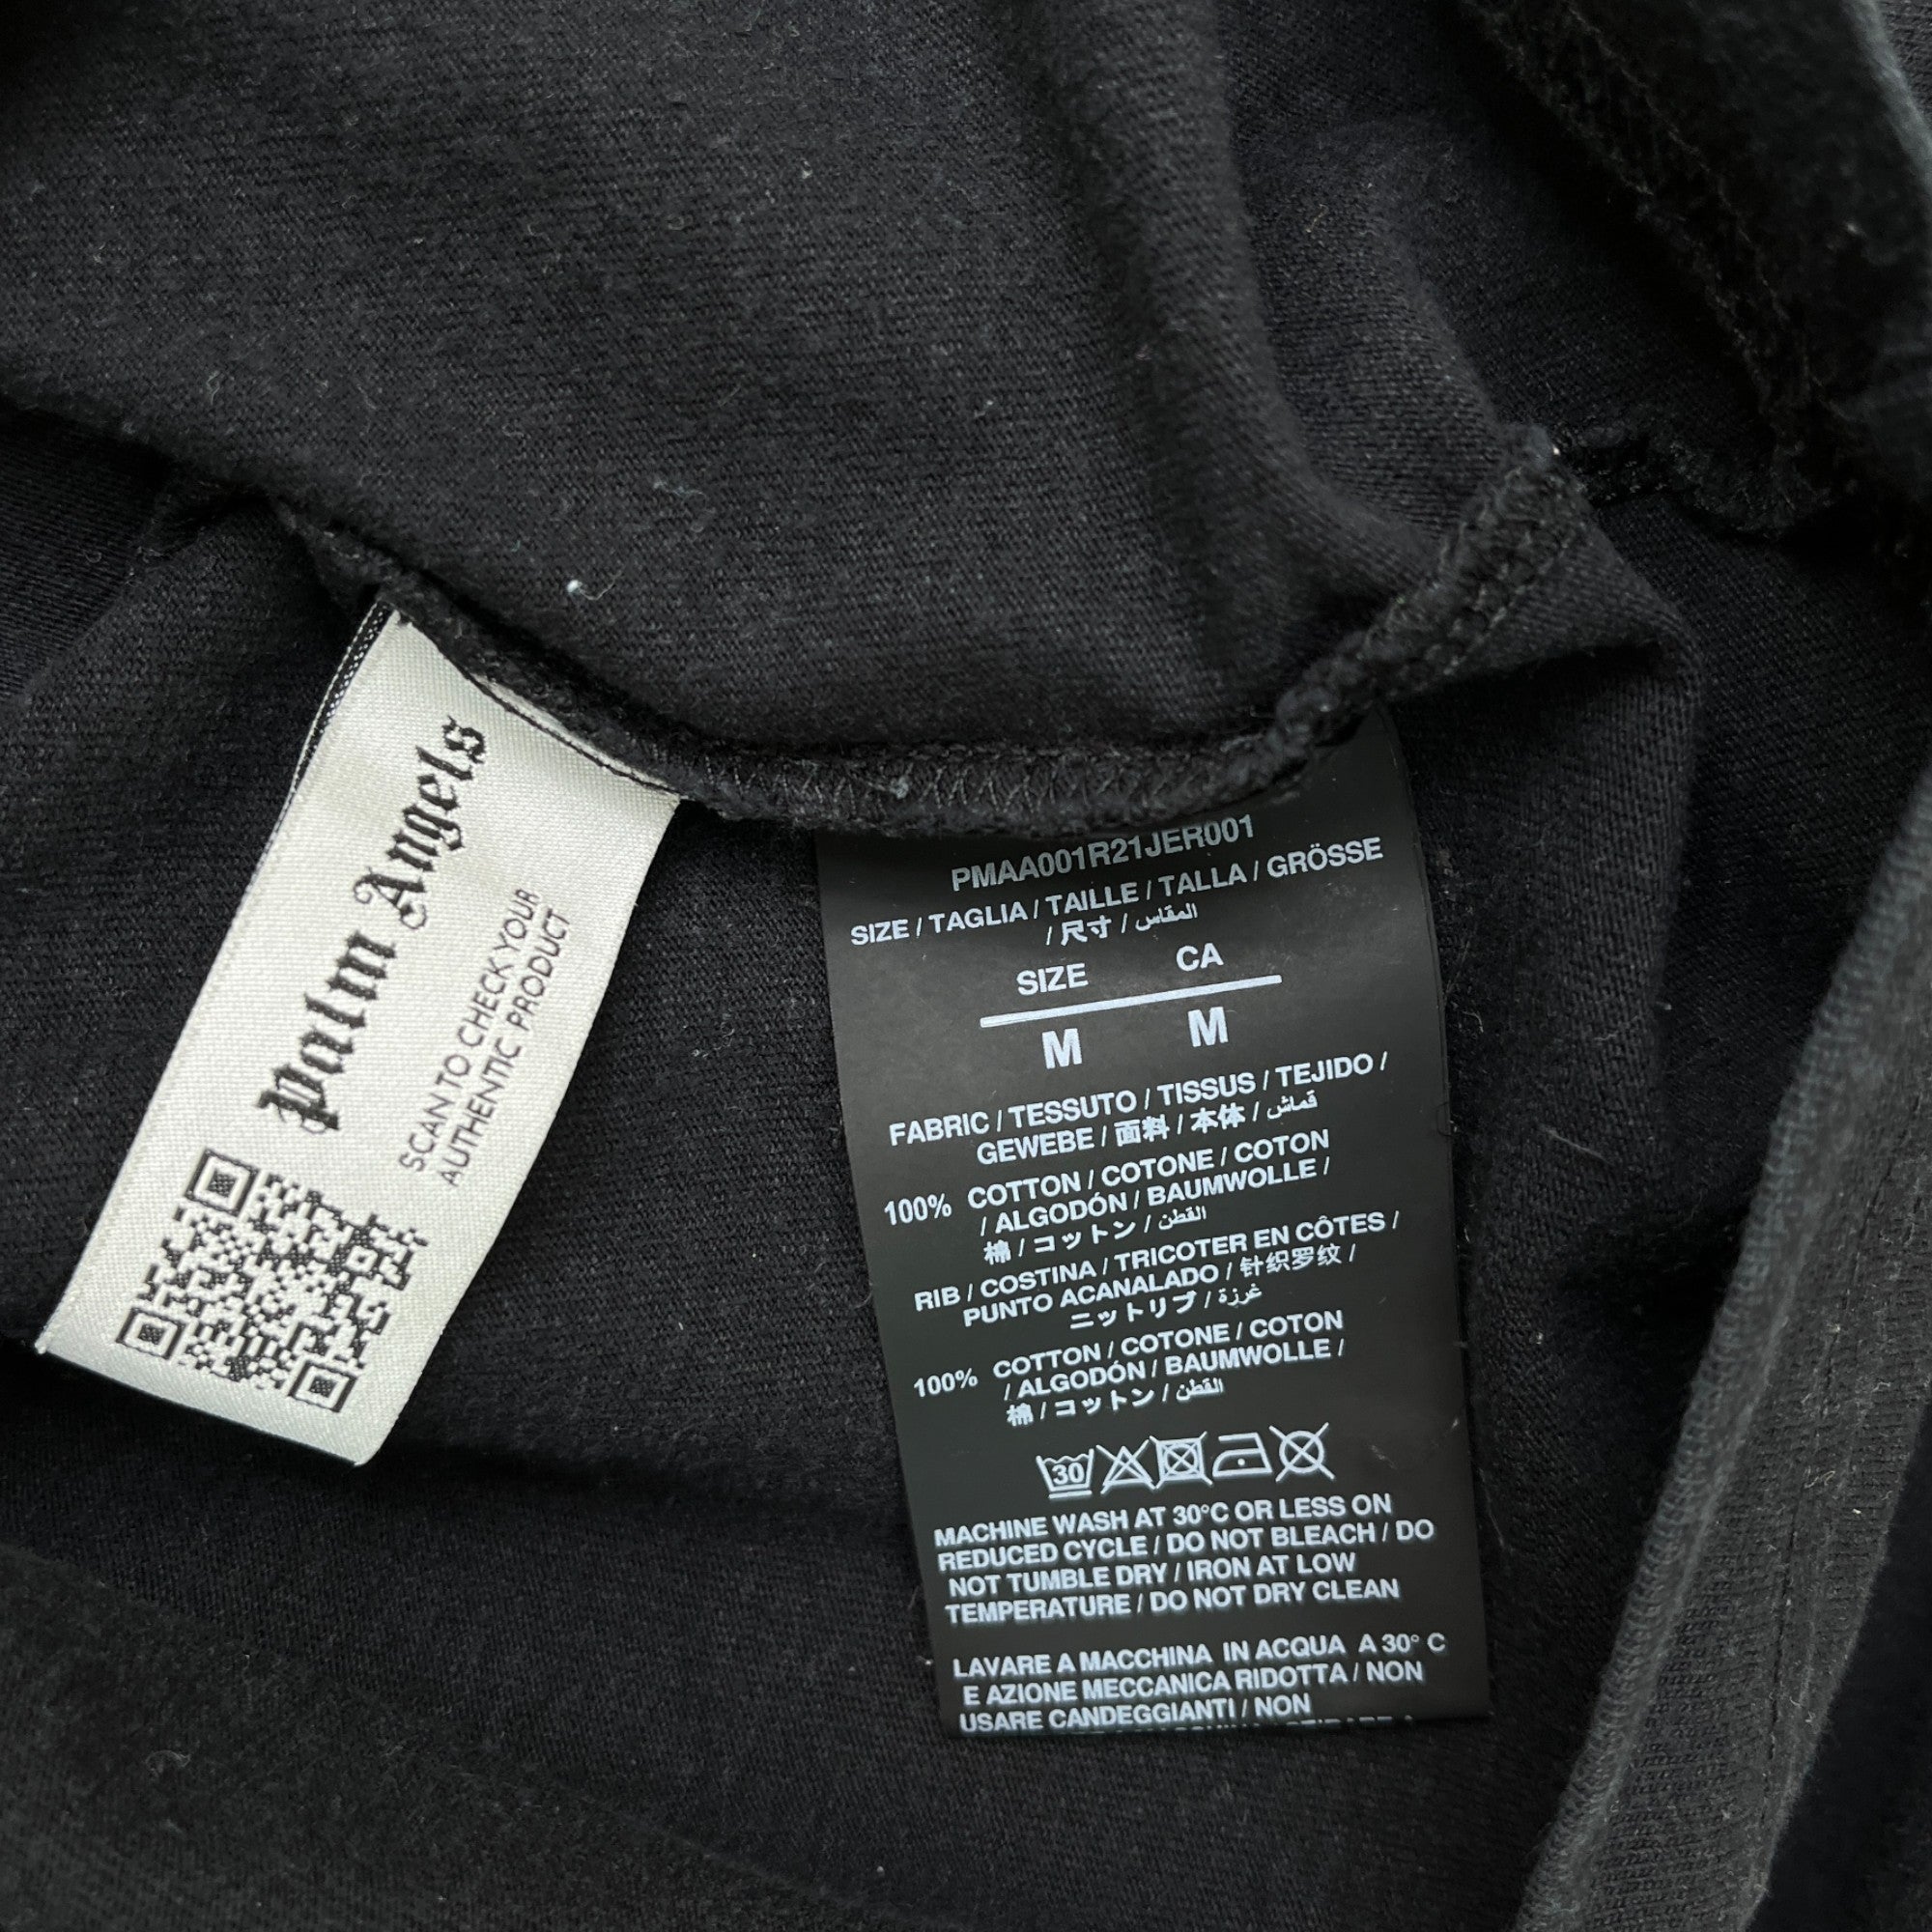 Palm Angels
SCAN TO CHECK YOUR
AUTHENTIC PRODUCT
PMAA001R21JER001
SIZE / TAGLIA / TAILLE / TALLA / GRÖSSE
/ 尺寸 / المقاس
SIZE CA
M M
FABRIC / TESSUTO / TISSUS / TEJIDO /
GEWEBE / 面料 / 本体 / قماش
100% COTTON / COTONE / COTON
/ ALGODÓN / BAUMWOLLE /
棉 / コットン / القطن
RIB / COSTINA / TRICOTER EN CÔTES /
PUNTO ACANALADO / 针织罗纹 /
ニットリブ / غرزة
100% COTTON / COTONE / COTON
/ ALGODÓN / BAUMWOLLE /
棉 / コットン / القطن
30
MACHINE WASH AT 30°C OR LESS ON
REDUCED CYCLE / DO NOT BLEACH / DO
NOT TUMBLE DRY / IRON AT LOW
TEMPERATURE / DO NOT DRY CLEAN
LAVARE A MACCHINA IN ACQUA A 30° C
E AZIONE MECCANICA RIDOTTA / NON
USARE CANDEGGIANTI / NON